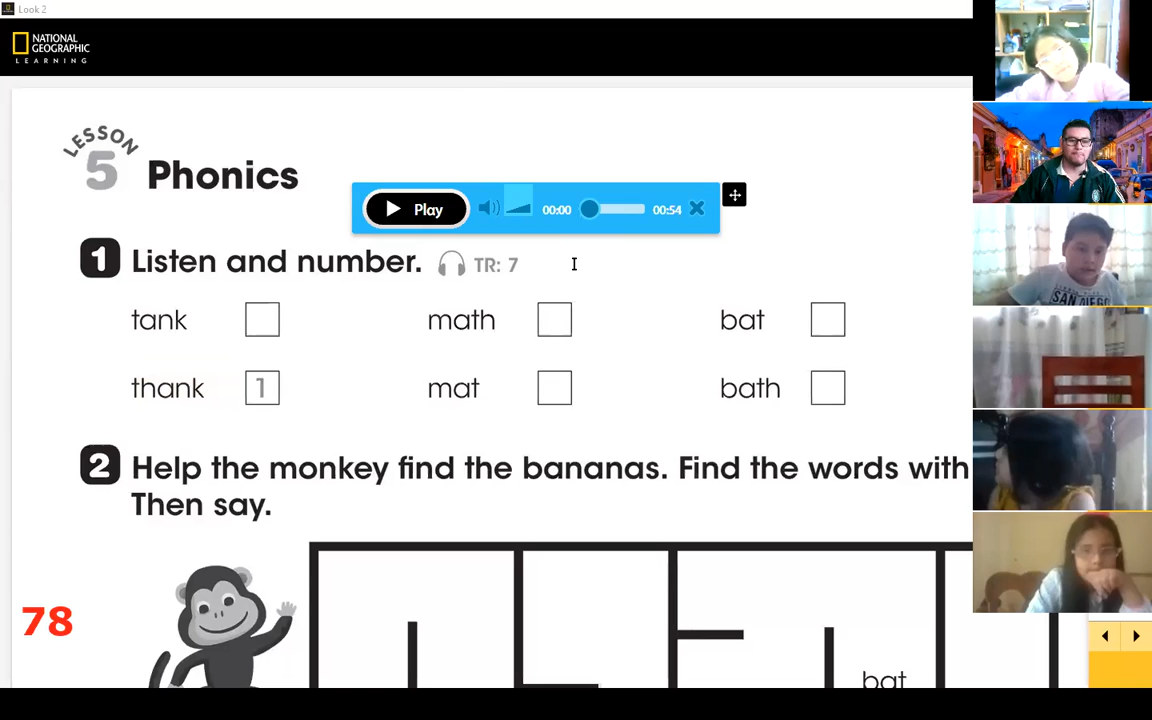 Look 2
NATIONAL
GEOGRAPHIC
LEARNING
LESSON
5 Phonics
Play 00:00 00:54
1 Listen and number. TR: 7
tank math bat
thank 1 mat bath
2 Help the monkey find the bananas. Find the words with
Then say.
78
bat
SAN DIEGO